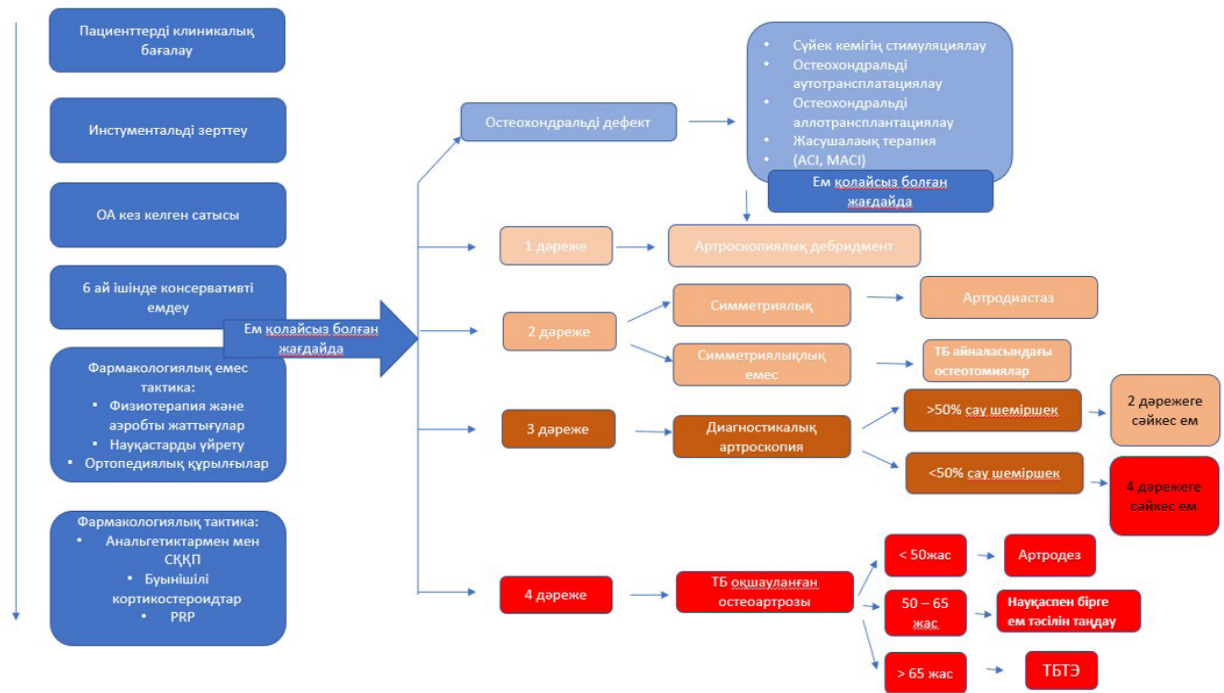 Пациенттерді клиникалық
бағалау
Инстументальді зерттеу
ОА кез келген сатысы
6 ай ішінде консервативті
емдеу
Ем қолайсыз болған
жағдайда
Фармакологиялық емес
тактика:
• Физиотерапия және
аэробты жаттығулар
• Науқастарды үйрету
• Ортопедиялық құрылғылар
Фармакологиялық тактика:
• Анальгетиктармен мен
СҚҚП
• Буынішілі
кортикостероидтар
• PRP
Остеохондральді дефект
• Сүйек кемігің стимуляциялау
• Остеохондральді
аутотрансплатациялау
• Остеохондральді
аллотрансплантациялау
• Жасушалаық терапия
• (ACI, MACI)
Ем қолайсыз болған
жағдайда
1 дәреже
Артроскопиялық дебридмент
2 дәреже
Симметриялық
Артродиастаз
Симметриялықлық
емес
ТБ айналасындағы
остеотомиялар
3 дәреже
Диагностикалық
артроскопия
>50% сау шеміршек
2 дәрежеге
сәйкес ем
<50% сау шеміршек
4 дәрежеге
сәйкес ем
4 дәреже
ТБ оқшауланған
остеоартрозы
< 50жас
Артродез
50 – 65
жас
Науқаспен бірге
ем тәсілін таңдау
> 65 жас
ТБТЭ